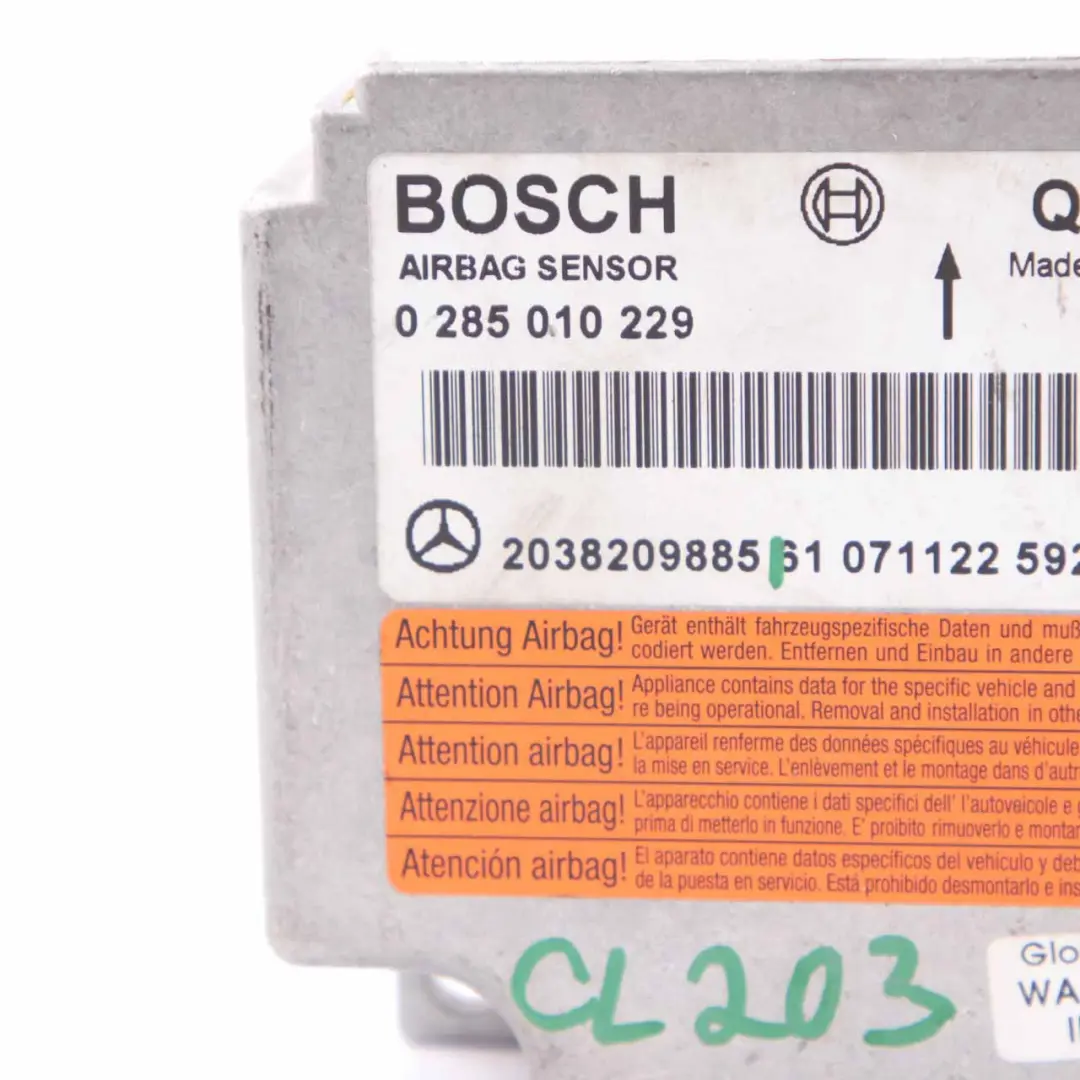 BOSCH
Q
AIRBAG SENSOR
Made
0 285 010 229
2038209885 61 071122 592
Achtung Airbag! Gerät enthält fahrzeugspezifische Daten und muß
codiert werden. Entfernen und Einbau in andere
Attention Airbag! Appliance contains data for the specific vehicle and
re being operational. Removal and installation in othe
Attention airbag! L'appareil renferme des données spécifiques au véhicule
la mise en service. L'enlèvement et le montage dans d'autr
Attenzione airbag! L'apparecchio contiene i dati specifici dell' l'autoveicole e
prima di metterlo in funzione. E' proibito rimuoverlo e montar
Atención airbag! El aparato contiene datos específicos del vehículo y deb
de la puesta en servicio. Está prohibido desmontarlo e ins
CL203
Glo
WA